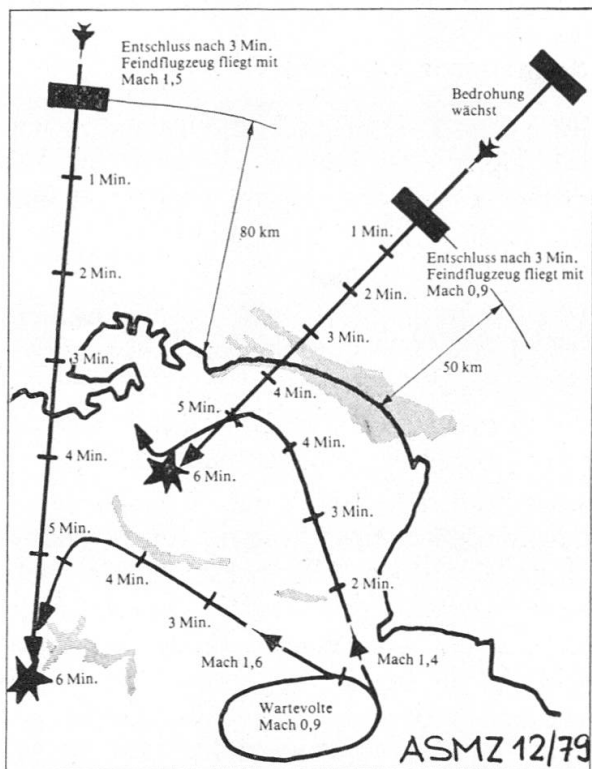 Entschluss nach 3 Min.
Feindflugzeug fliegt mit
Mach 1,5
Bedrohung
wächst
1 Min.
80 km
1 Min.
Entschluss nach 3 Min.
Feindflugzeug fliegt mit
Mach 0,9
2 Min.
2 Min.
3 Min.
3 Min.
50 km
4 Min.
5 Min.
4 Min.
4 Min.
6 Min.
3 Min.
5 Min.
4 Min.
2 Min.
3 Min.
Mach 1,6
Mach 1,4
6 Min.
Wartevolte
Mach 0,9
ASMZ 12/79